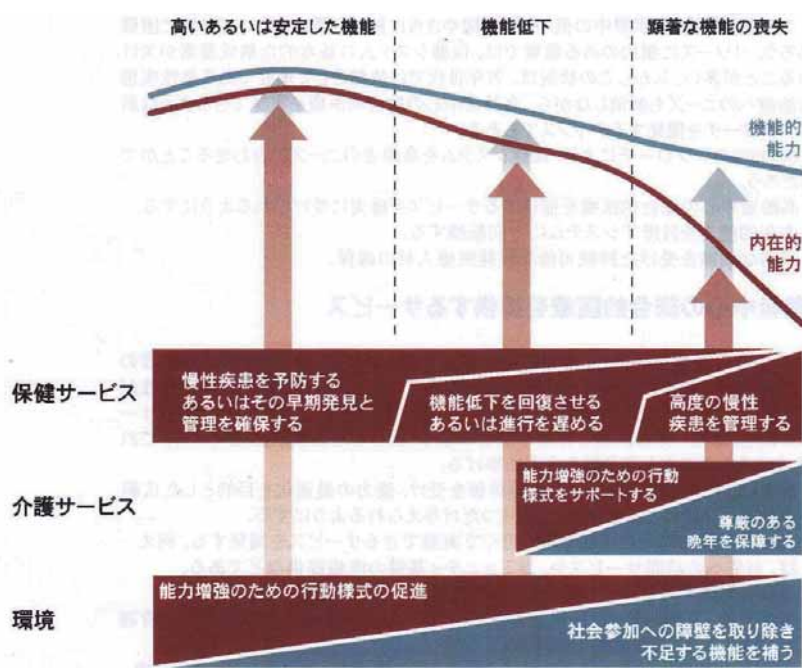 高いあるいは安定した機能
機能低下
顕著な機能の喪失
機能的
能力
内在的
能力
保健サービス
慢性疾患を予防する
あるいはその早期発見と
管理を確保する
機能低下を回復させる
あるいは進行を遅める
高度の慢性
疾患を管理する
介護サービス
能力増強のための行動
様式をサポートする
尊厳のある
晩年を保障する
環境
能力増強のための行動様式の促進
社会参加への障壁を取り除き
不足する機能を補う